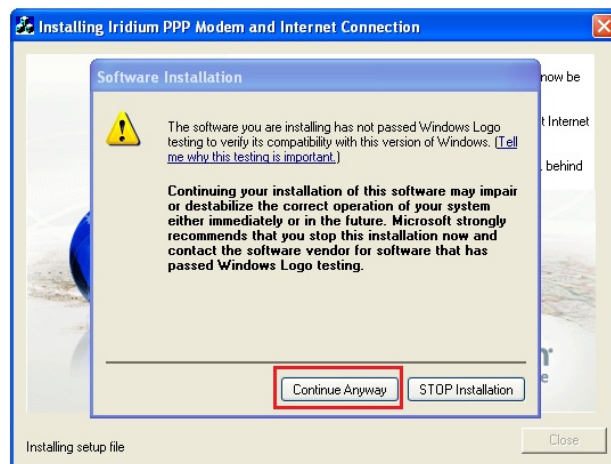 Installing Iridium PPP Modem and Internet Connection
now be
Software Installation
t Internet
The software you are installing has not passed Windows Logo
testing to verify its compatibility with this version of Windows. (Tell
me why this testing is important.)
. behind
Continuing your installation of this software may impair
or destabilize the correct operation of your system
either immediately or in the future. Microsoft strongly
recommends that you stop this installation now and
contact the software vendor for software that has
passed Windows Logo testing.
Continue Anyway
STOP Installation
Installing setup file
Close